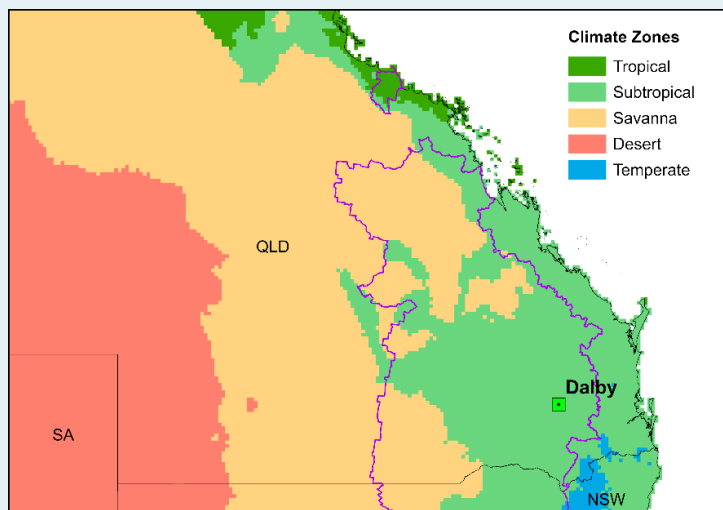 Climate Zones
Tropical
Subtropical
Savanna
Desert
Temperate
QLD
Dalby
SA
NSW